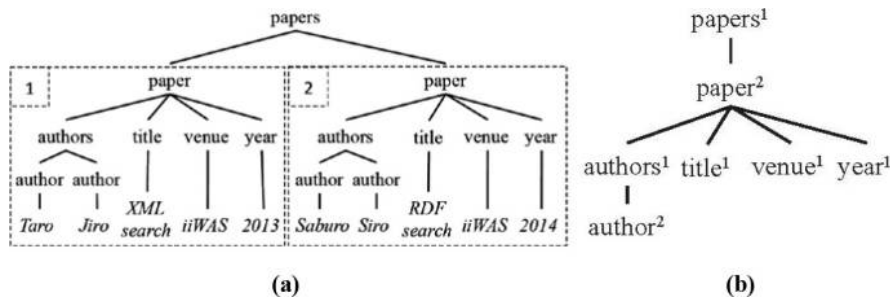 papers
1 paper 2 paper
authors title venue year authors title venue year
author author author author
Taro Jiro XML search iiWAS 2013 Saburo Siro RDF search iiWAS 2014
(a)
papers¹
paper²
authors¹ title¹ venue¹ year¹
author²
(b)